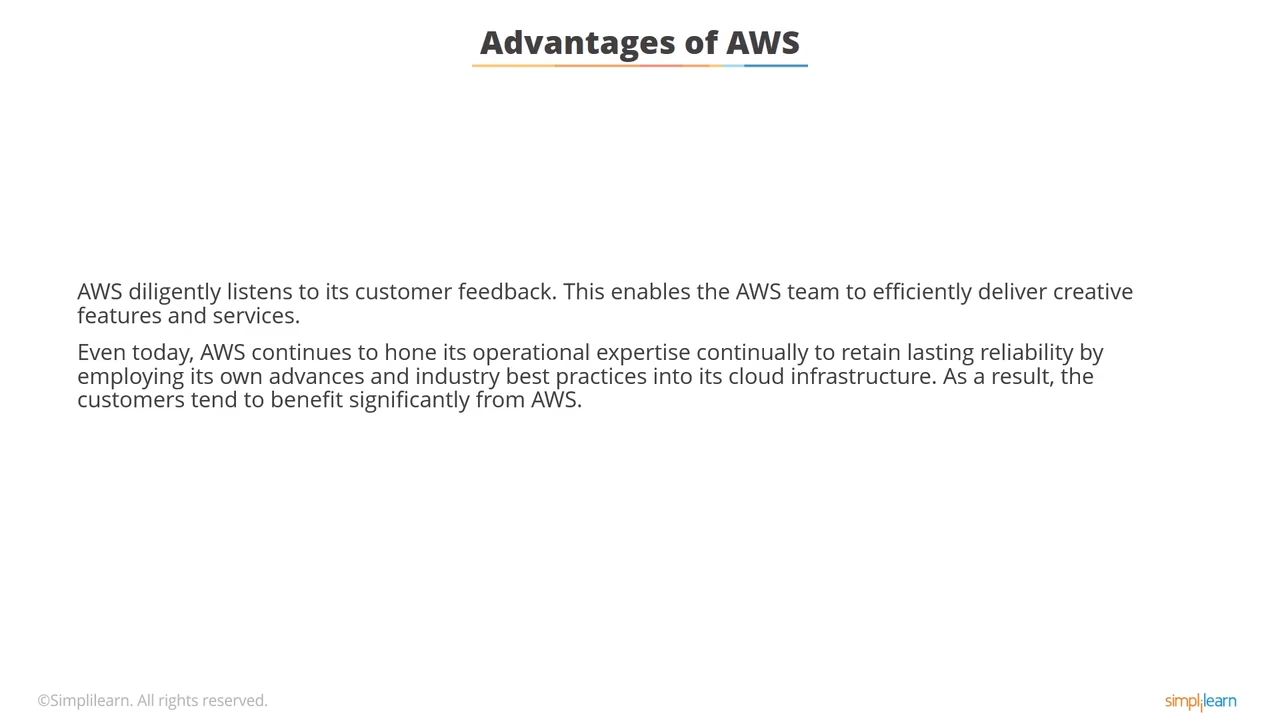 Advantages of AWS
AWS diligently listens to its customer feedback. This enables the AWS team to efficiently deliver creative
features and services.
Even today, AWS continues to hone its operational expertise continually to retain lasting reliability by
employing its own advances and industry best practices into its cloud infrastructure. As a result, the
customers tend to benefit significantly from AWS.
©Simplilearn. All rights reserved.
simplilearn